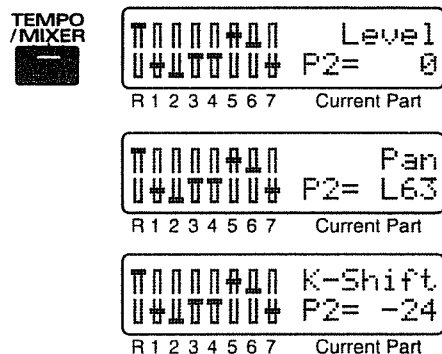 TEMPO
/MIXER
Level
P2= 0
R 1 2 3 4 5 6 7 Current Part
Pan
P2= L63
R 1 2 3 4 5 6 7 Current Part
K-Shift
P2= -24
R 1 2 3 4 5 6 7 Current Part